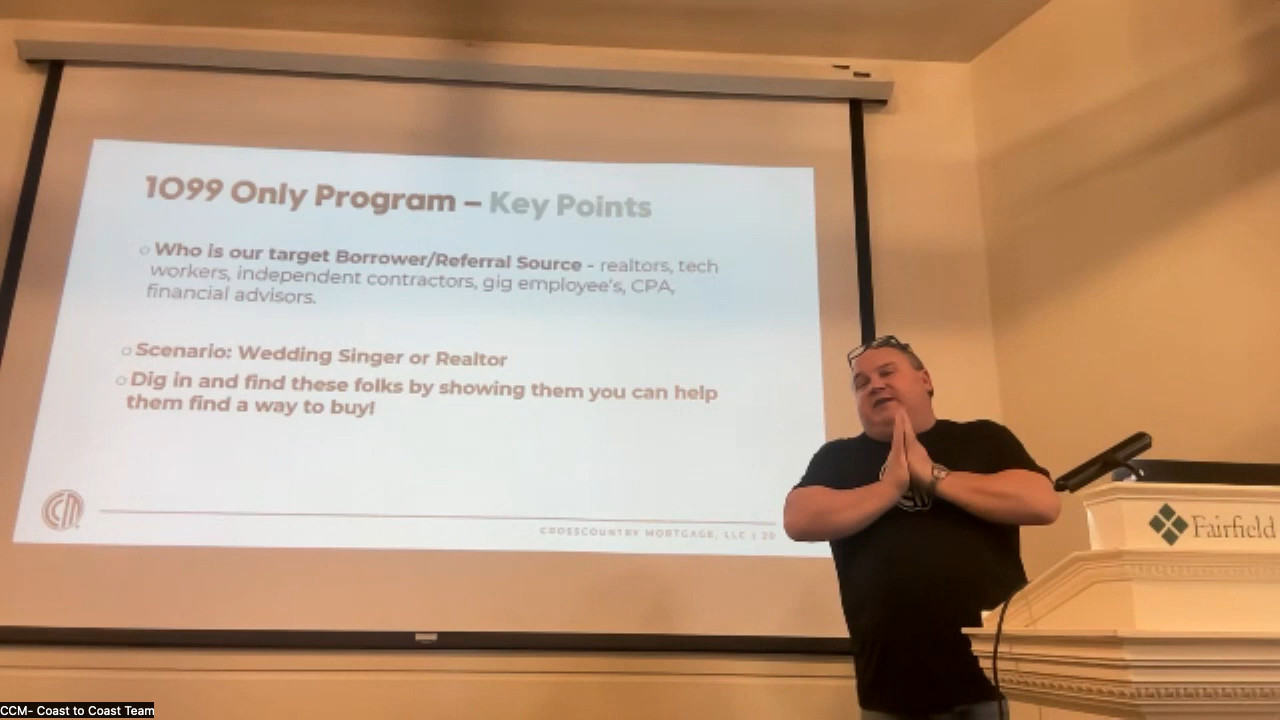 1099 Only Program – Key Points
○ Who is our target Borrower/Referral Source - realtors, tech
workers, independent contractors, gig employee's, CPA,
financial advisors.
○ Scenario: Wedding Singer or Realtor
○ Dig in and find these folks by showing them you can help
them find a way to buy!
CCM
CROSSCOUNTRY MORTGAGE, LLC | 20
Fairfield
CCM- Coast to Coast Team